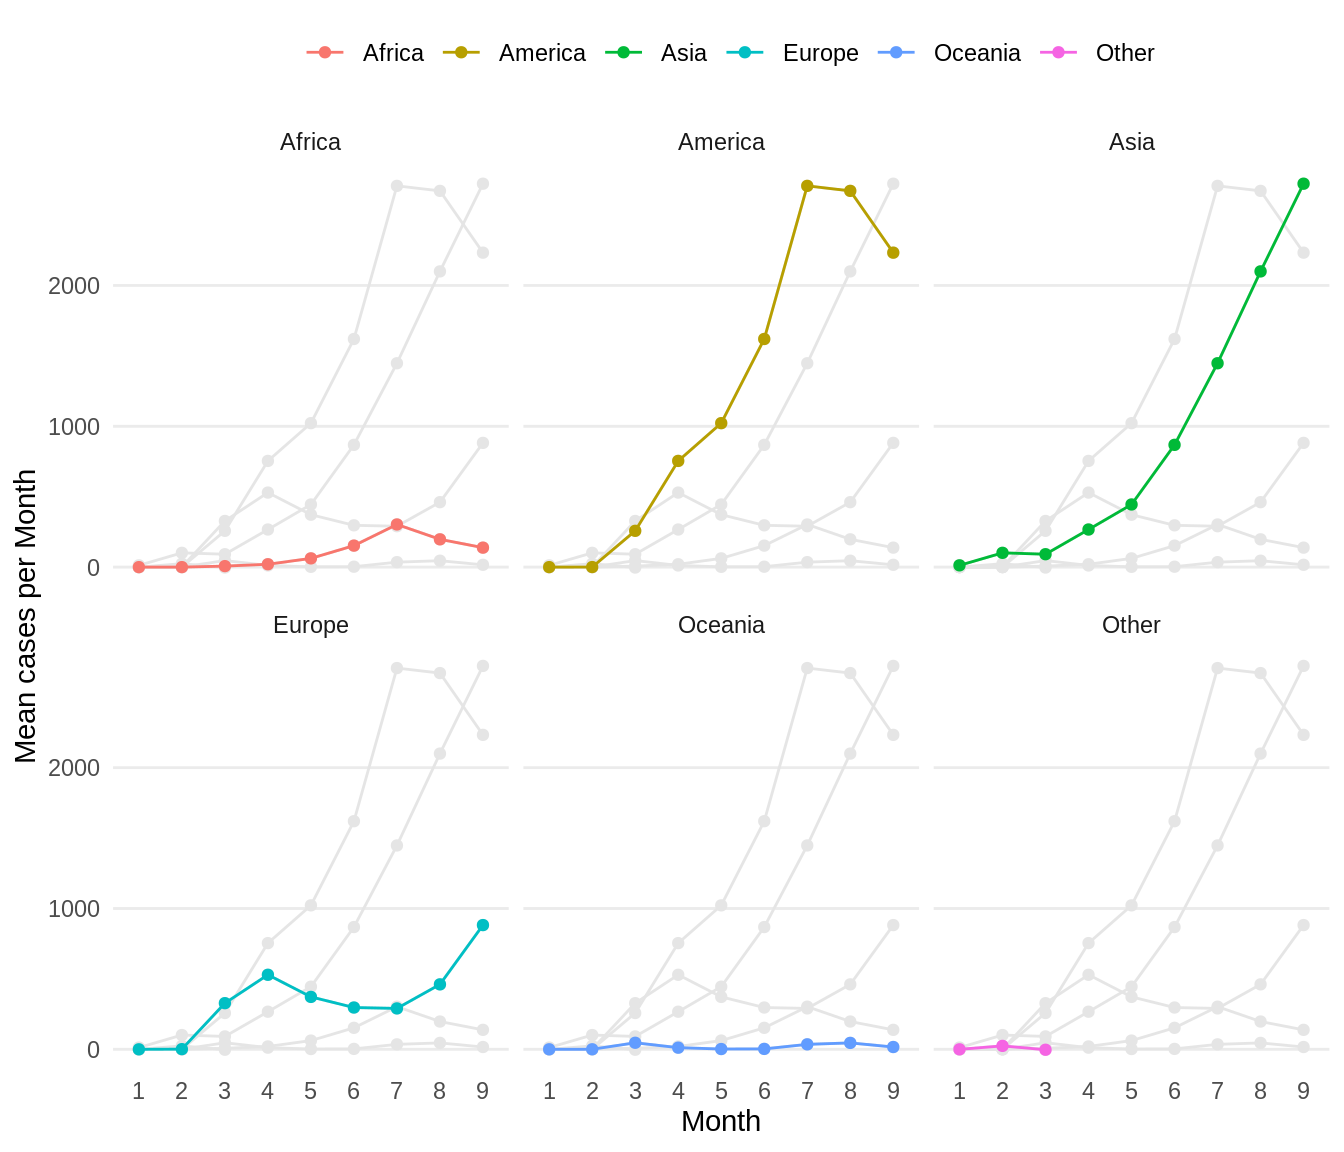 Africa America Asia Europe Oceania Other
Africa America Asia
2000
1000
0
Europe Oceania Other
2000
1000
0
1 2 3 4 5 6 7 8 9 1 2 3 4 5 6 7 8 9 1 2 3 4 5 6 7 8 9
Month
Mean cases per Month